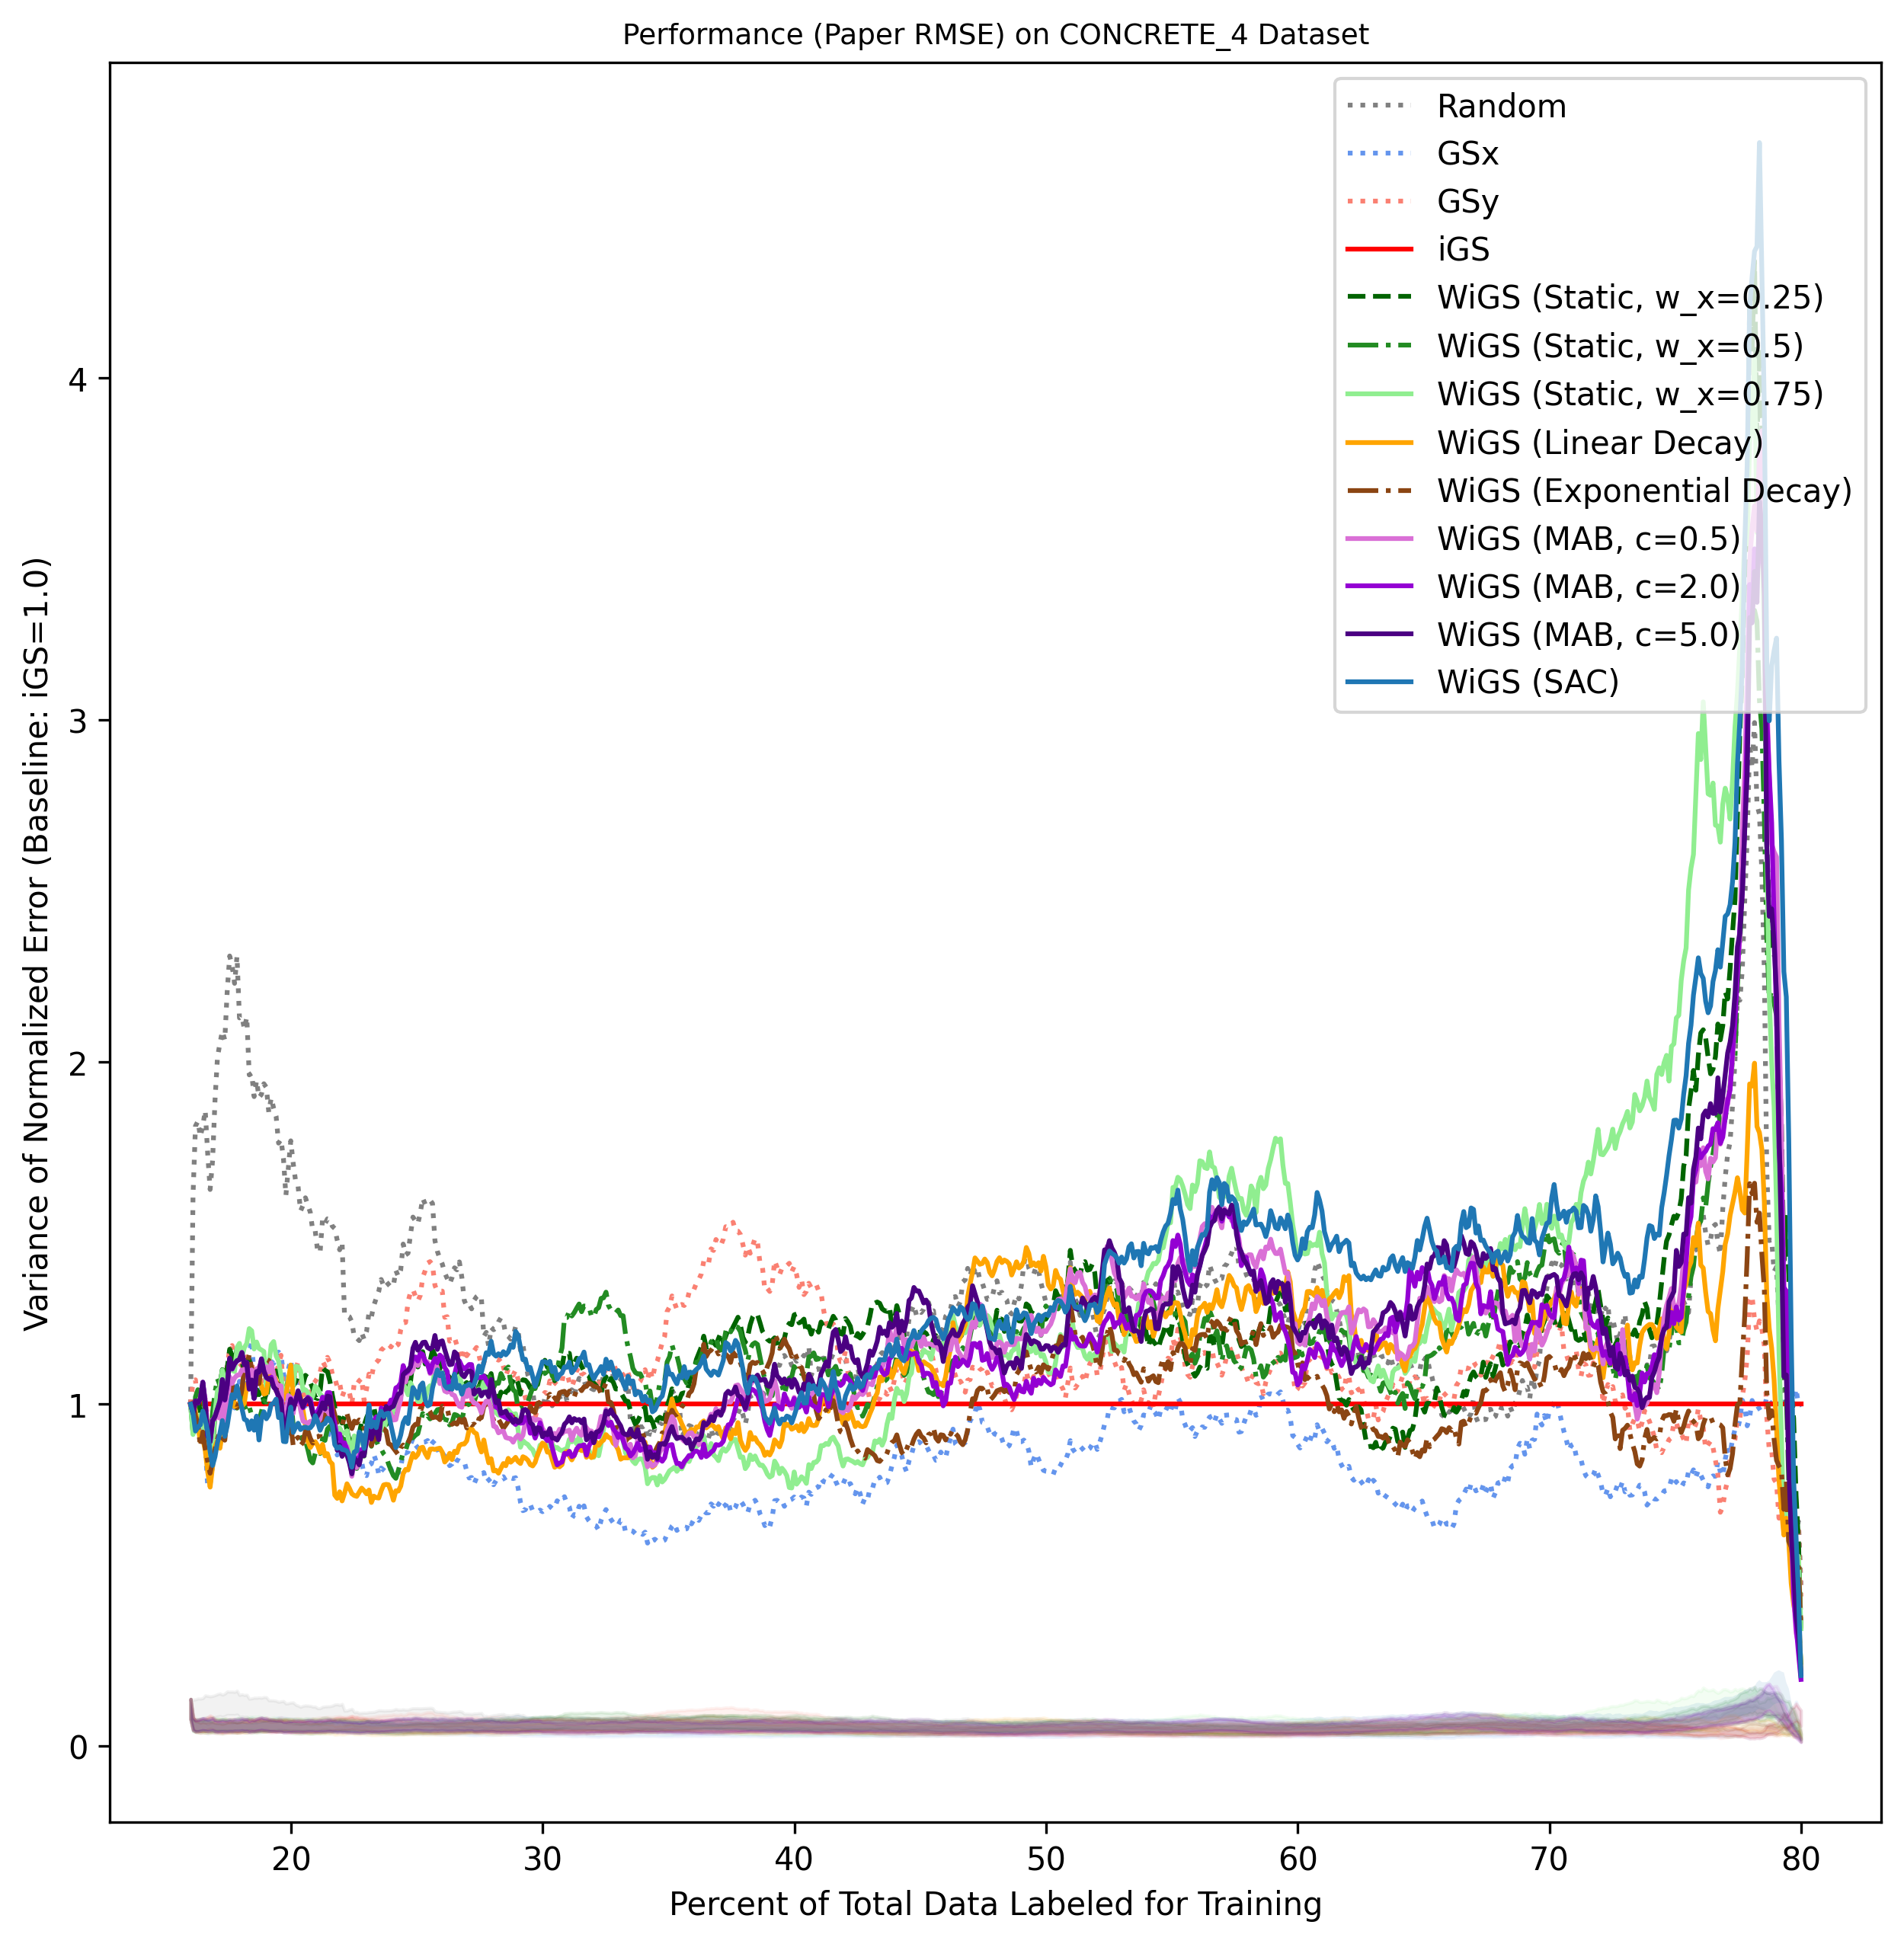 Performance (Paper RMSE) on CONCRETE_4 Dataset
Variance of Normalized Error (Baseline: iGS=1.0)
4
3
2
1
0
Random
GSx
GSy
iGS
WiGS (Static, w_x=0.25)
WiGS (Static, w_x=0.5)
WiGS (Static, w_x=0.75)
WiGS (Linear Decay)
WiGS (Exponential Decay)
WiGS (MAB, c=0.5)
WiGS (MAB, c=2.0)
WiGS (MAB, c=5.0)
WiGS (SAC)
20 30 40 50 60 70 80
Percent of Total Data Labeled for Training